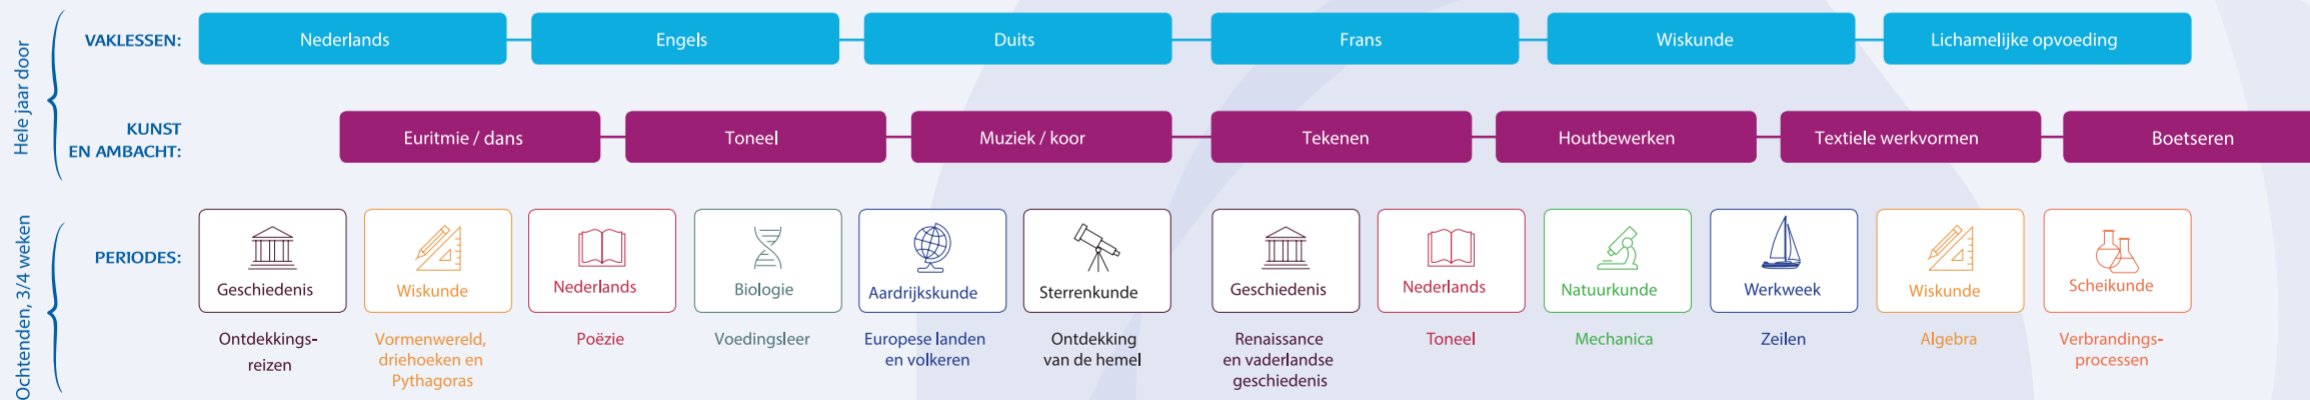 Hele jaar door
VAKLESSEN:
Nederlands
Engels
Duits
Frans
Wiskunde
Lichamelijke opvoeding
KUNST
EN AMBACHT:
Euritmie / dans
Toneel
Muziek / koor
Tekenen
Houtbewerken
Textiele werkvormen
Boetseren
Ochtenden, 3/4 weken
PERIODES:
Geschiedenis
Ontdekkings-
reizen
Wiskunde
Vormenwereld,
driehoeken en
Pythagoras
Nederlands
Poëzie
Biologie
Voedingsleer
Aardrijkskunde
Europese landen
en volkeren
Sterrenkunde
Ontdekking
van de hemel
Geschiedenis
Renaissance
en vaderlandse
geschiedenis
Nederlands
Toneel
Natuurkunde
Mechanica
Werkweek
Zeilen
Wiskunde
Algebra
Scheikunde
Verbrandings-
processen